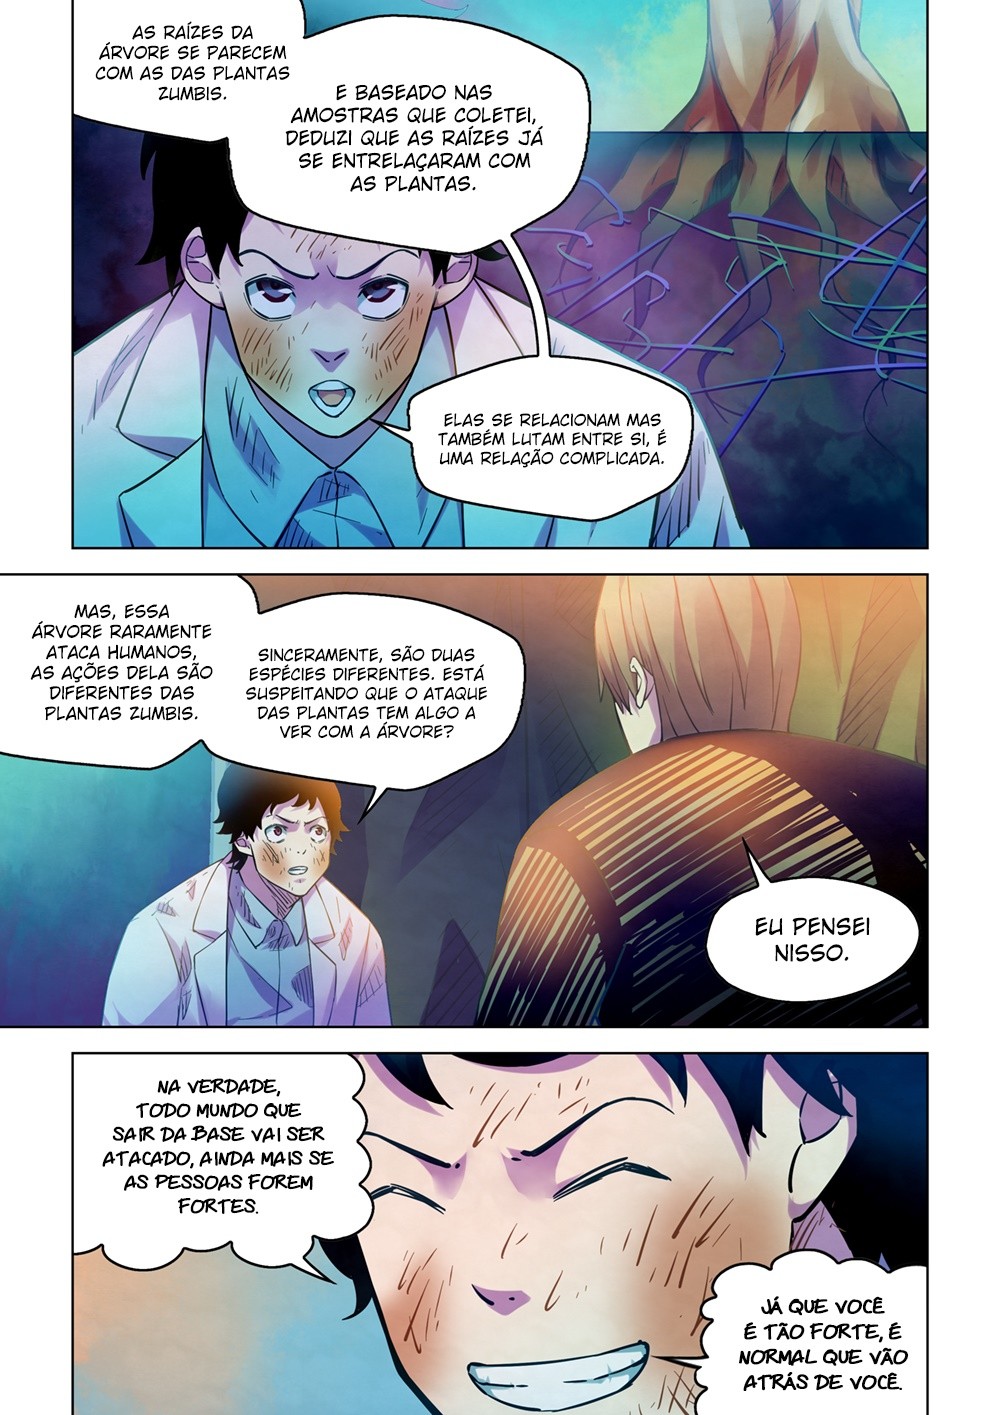 AS RAÍZES DA
ÁRVORE SE PARECEM
COM AS DAS PLANTAS
ZUMBIS.
E BASEADO NAS
AMOSTRAS QUE COLETEI,
DEDUZI QUE AS RAÍZES JÁ
SE ENTRELAÇARAM COM
AS PLANTAS.
ELAS SE RELACIONAM MAS
TAMBÉM LUTAM ENTRE SI, É
UMA RELAÇÃO COMPLICADA.
MAS, ESSA
ÁRVORE RARAMENTE
ATACA HUMANOS,
AS AÇÕES DELA SÃO
DIFERENTES DAS
PLANTAS ZUMBIS.
SINCERAMENTE, SÃO DUAS
ESPÉCIES DIFERENTES. ESTÁ
SUSPEITANDO QUE O ATAQUE
DAS PLANTAS TEM ALGO A
VER COM A ÁRVORE?
EU PENSEI
NISSO.
NA VERDADE,
TODO MUNDO QUE
SAIR DA BASE VAI SER
ATACADO, AINDA MAIS SE
AS PESSOAS FOREM
FORTES.
JÁ QUE VOCÊ
É TÃO FORTE, É
NORMAL QUE VÃO
ATRÁS DE VOCÊ.